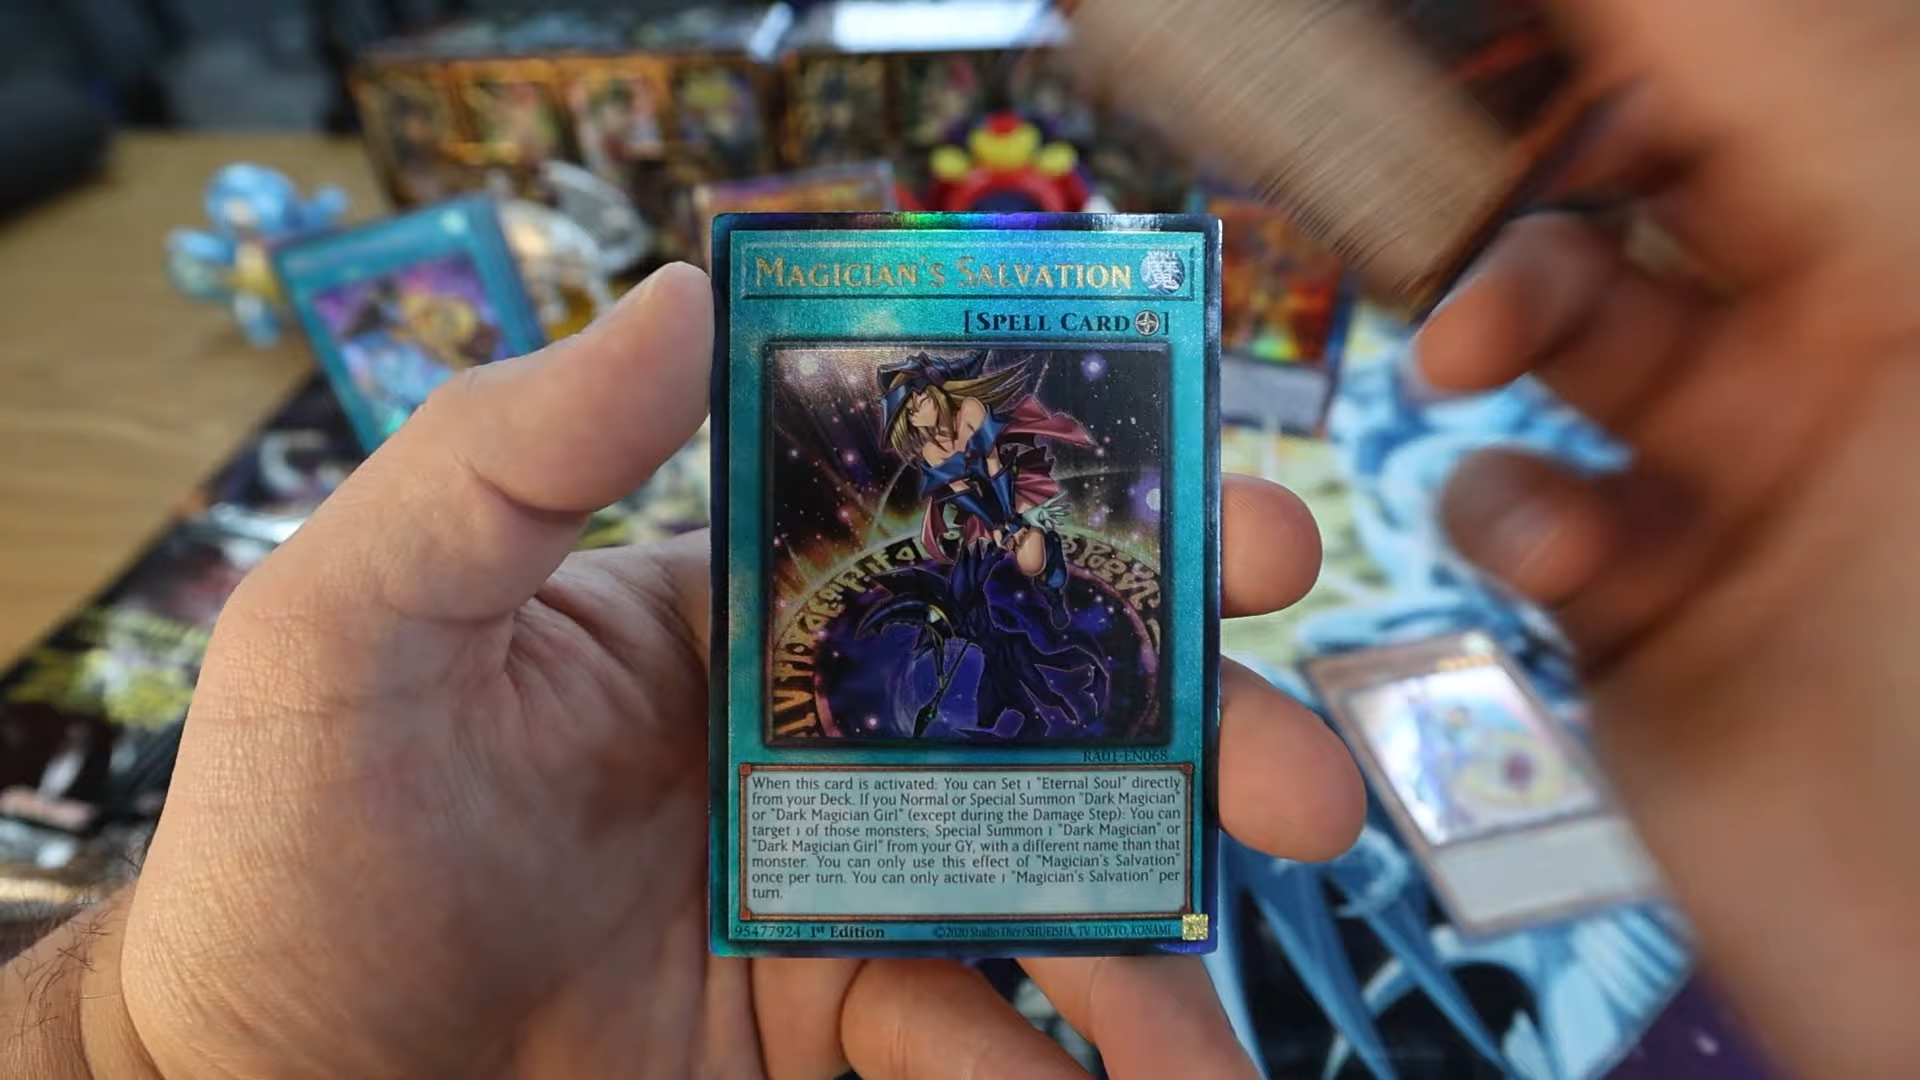 MAGICIAN'S SALVATION
[SPELL CARD]
RA01-EN068
When this card is activated: You can Set 1 "Eternal Soul" directly
from your Deck. If you Normal or Special Summon "Dark Magician"
or "Dark Magician Girl" (except during the Damage Step): You can
target 1 of those monsters; Special Summon 1 "Dark Magician" or
"Dark Magician Girl" from your GY, with a different name than that
monster. You can only use this effect of "Magician's Salvation"
once per turn. You can only activate 1 "Magician's Salvation" per
turn.
95477924 1st Edition ©2020 Studio Dice/SHUEISHA, TV TOKYO, KONAMI